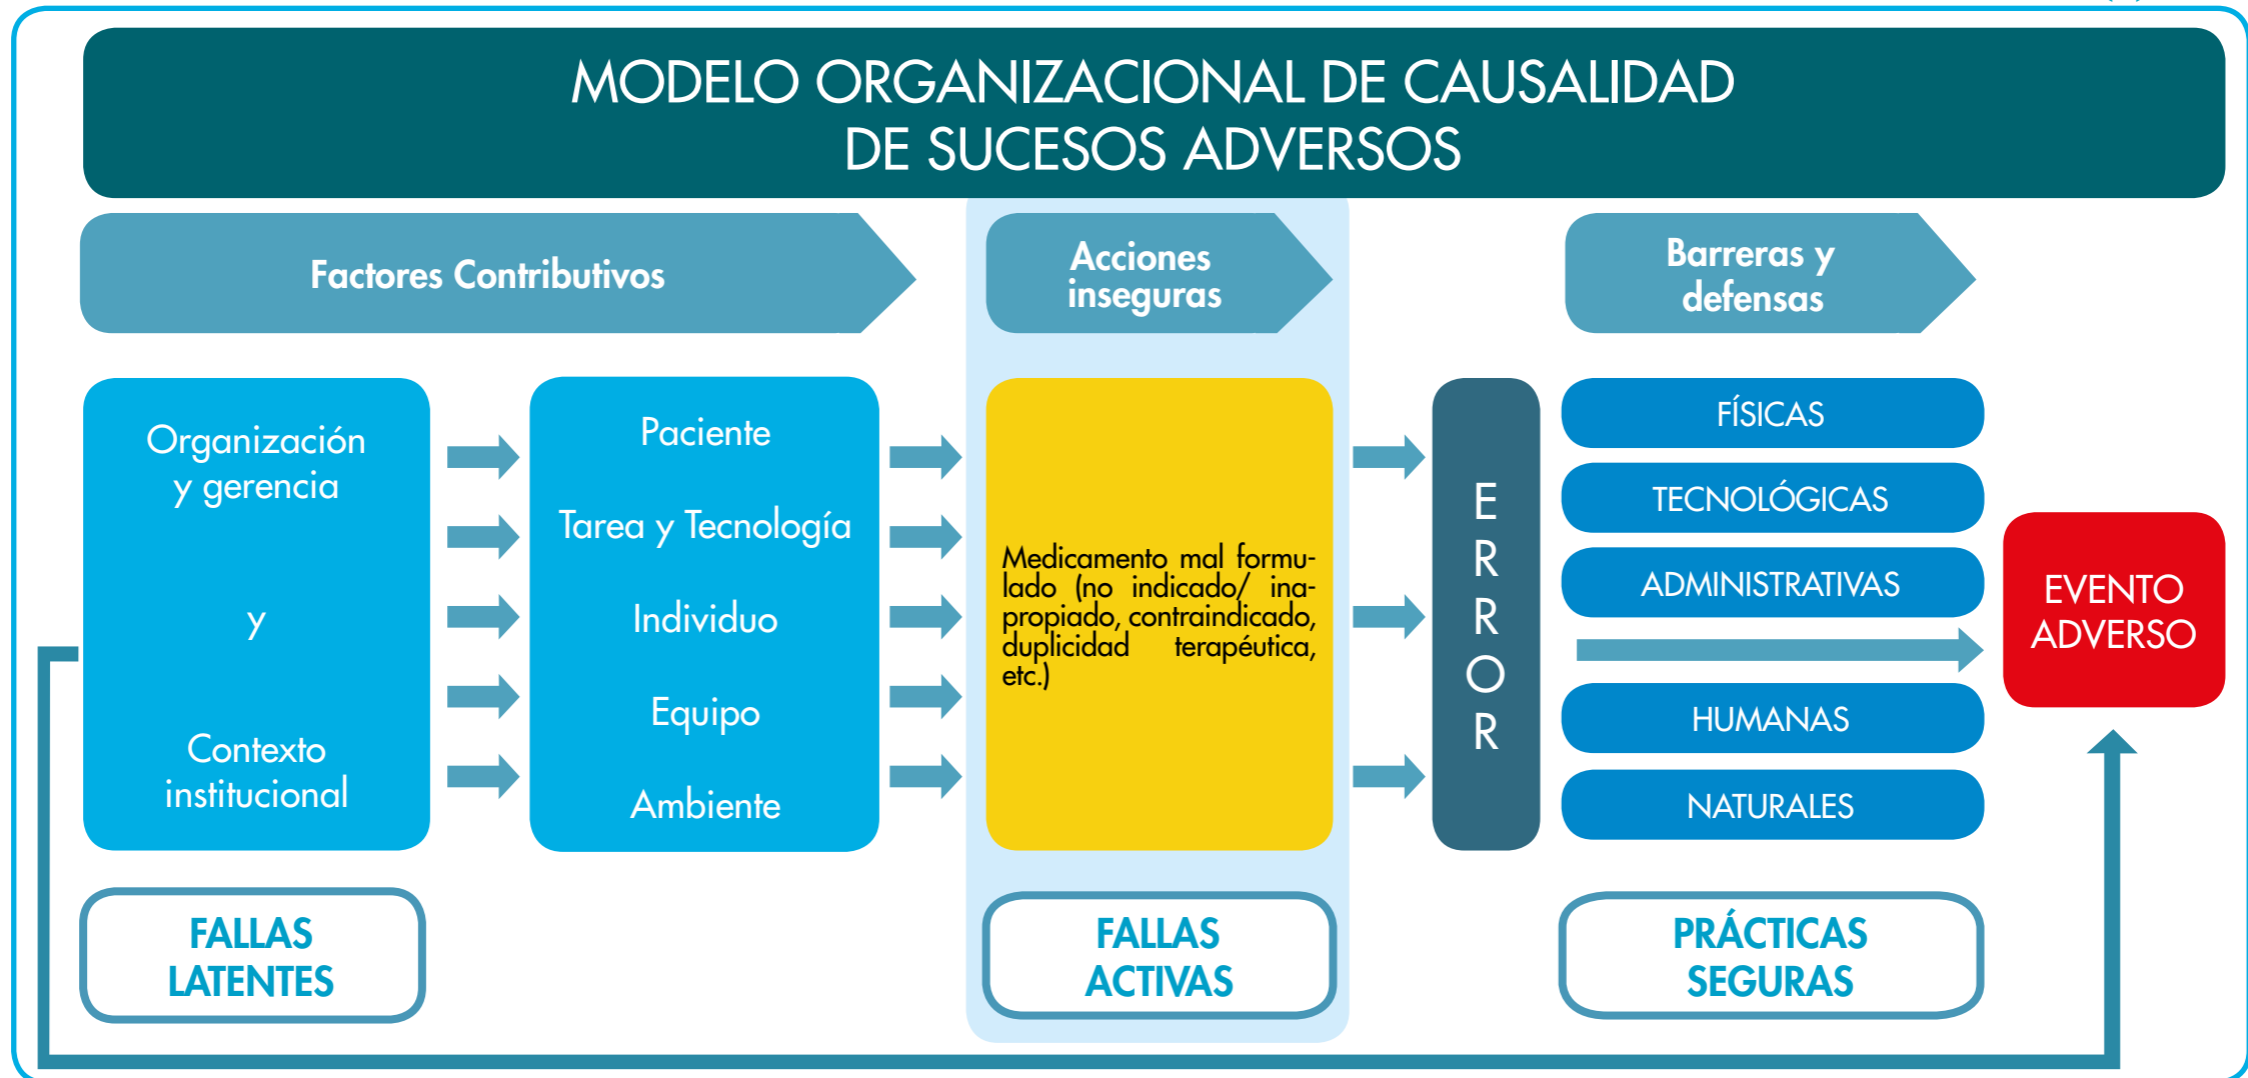 MODELO ORGANIZACIONAL DE CAUSALIDAD
DE SUCESOS ADVERSOS
Factores Contributivos
Acciones
inseguras
Barreras y
defensas
Organización
y gerencia
y
Contexto
institucional
Paciente
Tarea y Tecnología
Individuo
Equipo
Ambiente
Medicamento mal formu-
lado (no indicado/ ina-
propiado, contraindicado,
duplicidad terapéutica,
etc.)
E
R
R
O
R
FÍSICAS
TECNOLÓGICAS
ADMINISTRATIVAS
HUMANAS
NATURALES
EVENTO
ADVERSO
FALLAS
LATENTES
FALLAS
ACTIVAS
PRÁCTICAS
SEGURAS